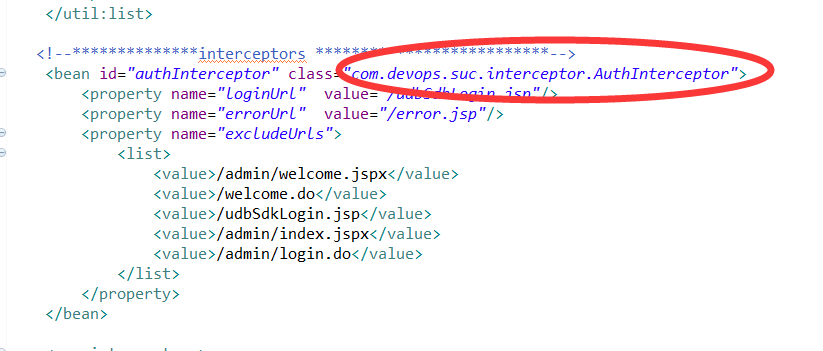 </util:list>
<!--**************interceptors **************************-->
<bean id="authInterceptor" class="com.devops.suc.interceptor.AuthInterceptor">
<property name="loginUrl" value="/udbSdkLogin.jsp"/>
<property name="errorUrl" value="/error.jsp"/>
<property name="excludeUrls">
<list>
<value>/admin/welcome.jspx</value>
<value>/welcome.do</value>
<value>/udbSdkLogin.jsp</value>
<value>/admin/index.jspx</value>
<value>/admin/login.do</value>
</list>
</property>
</bean>